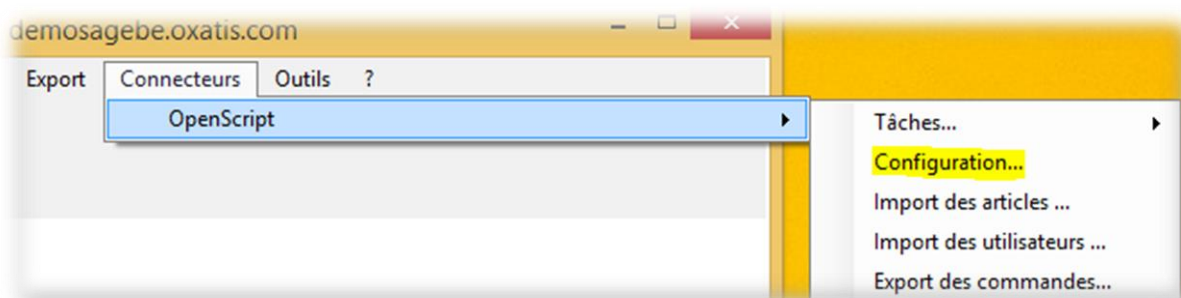 demosagebe.oxatis.com
Export Connecteurs Outils ?
OpenScript
Tâches...
Configuration...
Import des articles ...
Import des utilisateurs ...
Export des commandes...